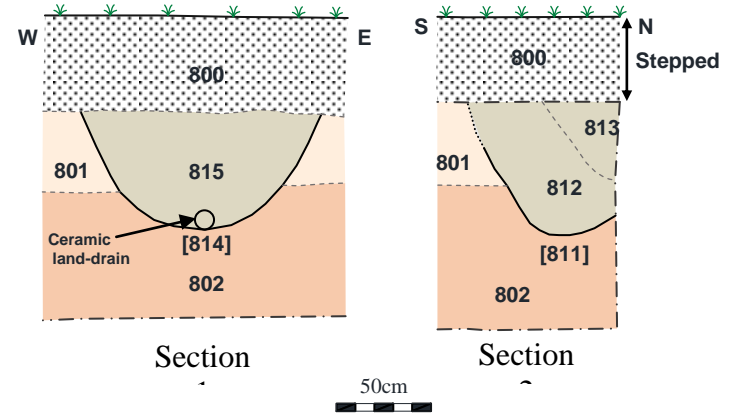 W
E
800
801
815
Ceramic
land-drain
[814]
802
Section
S
N
Stepped
800
813
801
812
[811]
802
Section
50cm